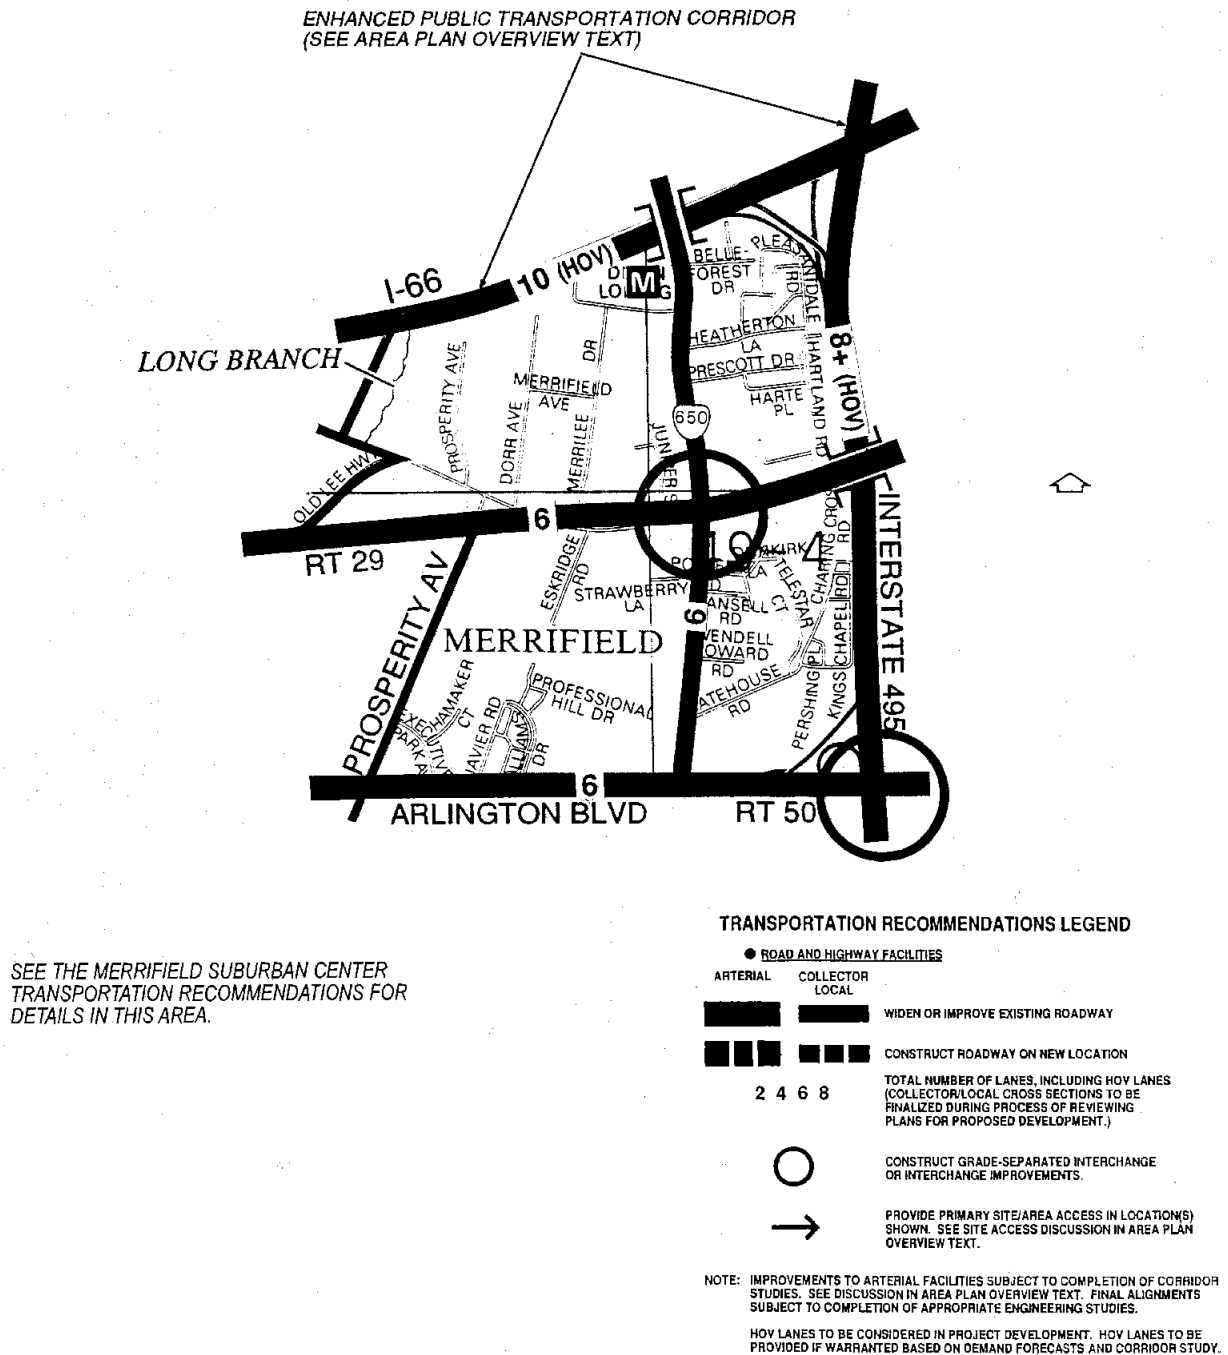 ENHANCED PUBLIC TRANSPORTATION CORRIDOR
(SEE AREA PLAN OVERVIEW TEXT)
I-66
10 (HOV)
M
BELLE-
FOREST
DR
PLEASANTDALE
RD
HEATHERTON
LA
PRESCOTT DR
HARTE
PL
HARTLAND RD
8+ (HOV)
LONG BRANCH
PROSPERITY AVE
DORR AVE
MERRIFIELD
AVE
MERRILEE
DR
650
OLD LEE HWY
6
RT 29
INTERSTATE 495
ESKRIDGE
RD
STRAWBERRY
LA
LA
TELESTAR
CT
CHARING CROSS
RD
KINGS CHAPEL RD
PERSHING PL
RD
6
MERRIFIELD
PROSPERITY AV
PROFESSIONAL
HILL DR
EXECUTIVE
PARK AV
CT
DR
6
ARLINGTON BLVD
RT 50
SEE THE MERRIFIELD SUBURBAN CENTER
TRANSPORTATION RECOMMENDATIONS FOR
DETAILS IN THIS AREA.
TRANSPORTATION RECOMMENDATIONS LEGEND
● ROAD AND HIGHWAY FACILITIES
ARTERIAL
COLLECTOR
LOCAL
WIDEN OR IMPROVE EXISTING ROADWAY
CONSTRUCT ROADWAY ON NEW LOCATION
2 4 6 8
TOTAL NUMBER OF LANES, INCLUDING HOV LANES
(COLLECTOR/LOCAL CROSS SECTIONS TO BE
FINALIZED DURING PROCESS OF REVIEWING
PLANS FOR PROPOSED DEVELOPMENT.)
CONSTRUCT GRADE-SEPARATED INTERCHANGE
OR INTERCHANGE IMPROVEMENTS.
PROVIDE PRIMARY SITE/AREA ACCESS IN LOCATION(S)
SHOWN. SEE SITE ACCESS DISCUSSION IN AREA PLAN
OVERVIEW TEXT.
NOTE: IMPROVEMENTS TO ARTERIAL FACILITIES SUBJECT TO COMPLETION OF CORRIDOR
STUDIES. SEE DISCUSSION IN AREA PLAN OVERVIEW TEXT. FINAL ALIGNMENTS
SUBJECT TO COMPLETION OF APPROPRIATE ENGINEERING STUDIES.
HOV LANES TO BE CONSIDERED IN PROJECT DEVELOPMENT. HOV LANES TO BE
PROVIDED IF WARRANTED BASED ON DEMAND FORECASTS AND CORRIDOR STUDY.